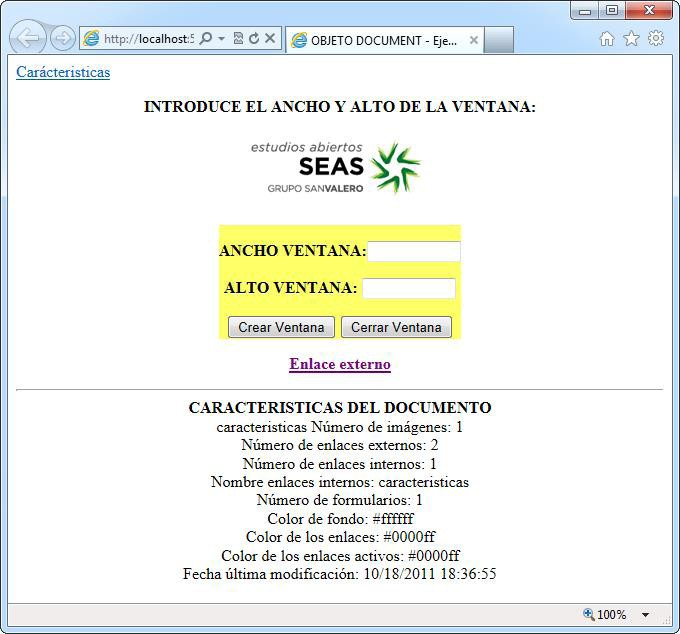 http://localhost:5
OBJETO DOCUMENT - Eje...
Carácteristicas
INTRODUCE EL ANCHO Y ALTO DE LA VENTANA:
estudios abiertos
SEAS
GRUPO SANVALERO
ANCHO VENTANA:
ALTO VENTANA:
Crear Ventana Cerrar Ventana
Enlace externo
CARACTERISTICAS DEL DOCUMENTO
caracteristicas Número de imágenes: 1
Número de enlaces externos: 2
Número de enlaces internos: 1
Nombre enlaces internos: caracteristicas
Número de formularios: 1
Color de fondo: #ffffff
Color de los enlaces: #0000ff
Color de los enlaces activos: #0000ff
Fecha última modificación: 10/18/2011 18:36:55
100%